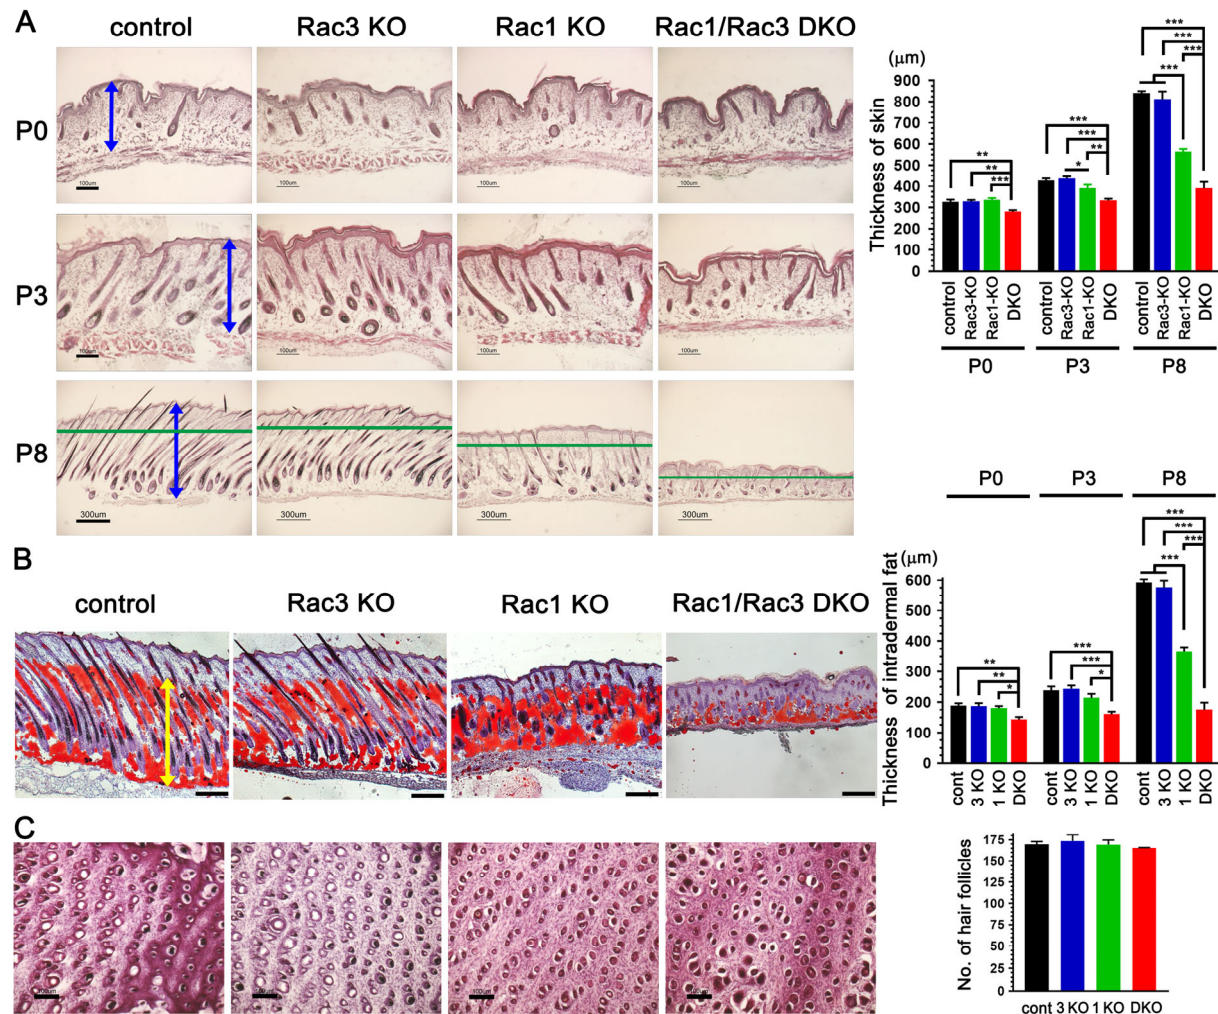 A
control
Rac3 KO
Rac1 KO
Rac1/Rac3 DKO
P0
100um
100um
100um
100um
P3
100um
100um
100um
100um
P8
300um
300um
300um
300um
(μm)
Thickness of skin
900
800
700
600
500
400
300
200
100
0
** ** ***
*** *** * **
*** *** *** ***
control
Rac3-KO
Rac1-KO
DKO
control
Rac3-KO
Rac1-KO
DKO
control
Rac3-KO
Rac1-KO
DKO
P0
P3
P8
B
control
Rac3 KO
Rac1 KO
Rac1/Rac3 DKO
P0
P3
P8
(μm)
Thickness of intradermal fat
600
500
400
300
200
100
0
** ** *
*** *** *
*** *** *** ***
cont
3 KO
1 KO
DKO
cont
3 KO
1 KO
DKO
cont
3 KO
1 KO
DKO
C
100um
100um
100um
100um
No. of hair follicles
175
150
125
100
75
50
25
0
cont 3 KO 1 KO DKO